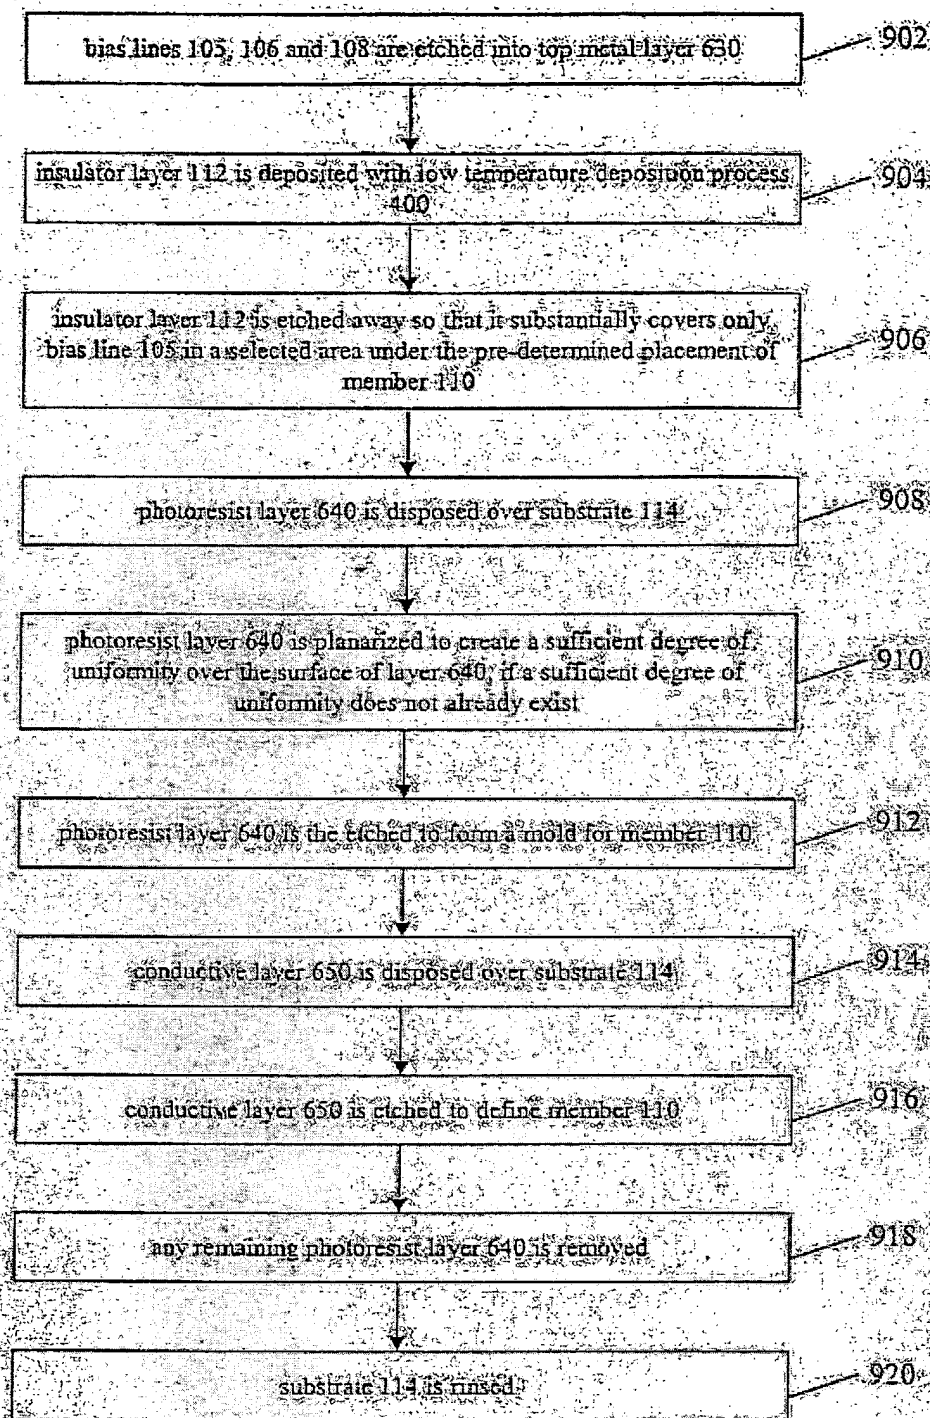 bias lines 105, 106 and 108 are etched into top metal layer 630
902
insulator layer 112 is deposited with low temperature deposition process
400
904
insulator layer 112 is etched away so that it substantially covers only
bias line 105 in a selected area under the pre-determined placement of
member 110
906
photoresist layer 640 is disposed over substrate 114
908
photoresist layer 640 is planarized to create a sufficient degree of
uniformity over the surface of layer 640, if a sufficient degree of
uniformity does not already exist
910
photoresist layer 640 is the etched to form a mold for member 110
912
conductive layer 650 is disposed over substrate 114
914
conductive layer 650 is etched to define member 110
916
any remaining photoresist layer 640 is removed
918
substrate 114 is rinsed
920